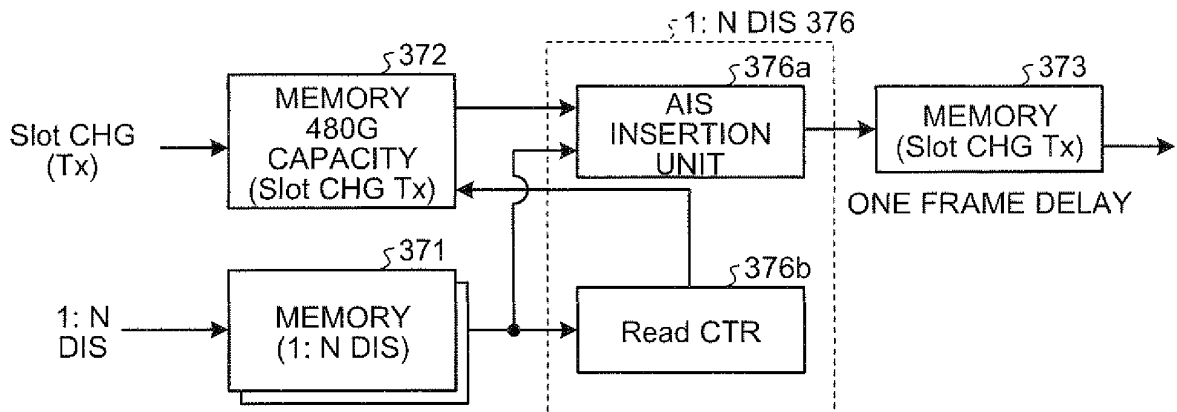 1: N DIS 376
372
376a
373
MEMORY
480G
CAPACITY
(Slot CHG Tx)
AIS
INSERTION
UNIT
MEMORY
(Slot CHG Tx)
Slot CHG
(Tx)
ONE FRAME DELAY
371
376b
1: N
DIS
MEMORY
(1: N DIS)
Read CTR